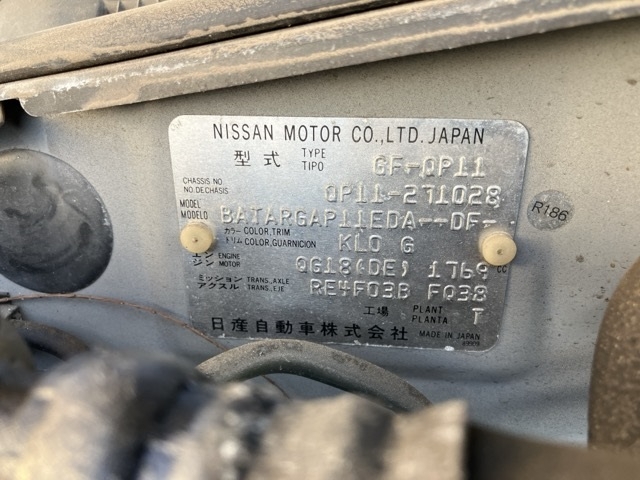 NISSAN MOTOR CO.,LTD. JAPAN
型式 TYPE TIPO GF-QP11
CHASSIS NO. NO. DECHASIS QP11-271028
MODEL MODELO BATARGAP11EDA--DF-
カラー COLOR, TRIM トリム COLOR, GUARNICION KL0 G
エンジン ENGINE MOTOR QG18(DE) 1769 CC
ミッション TRANS., AXLE アクスル TRANS., EJE RE4F03B FQ38
工場 PLANT PLANTA T
日産自動車株式会社 MADE IN JAPAN
R186